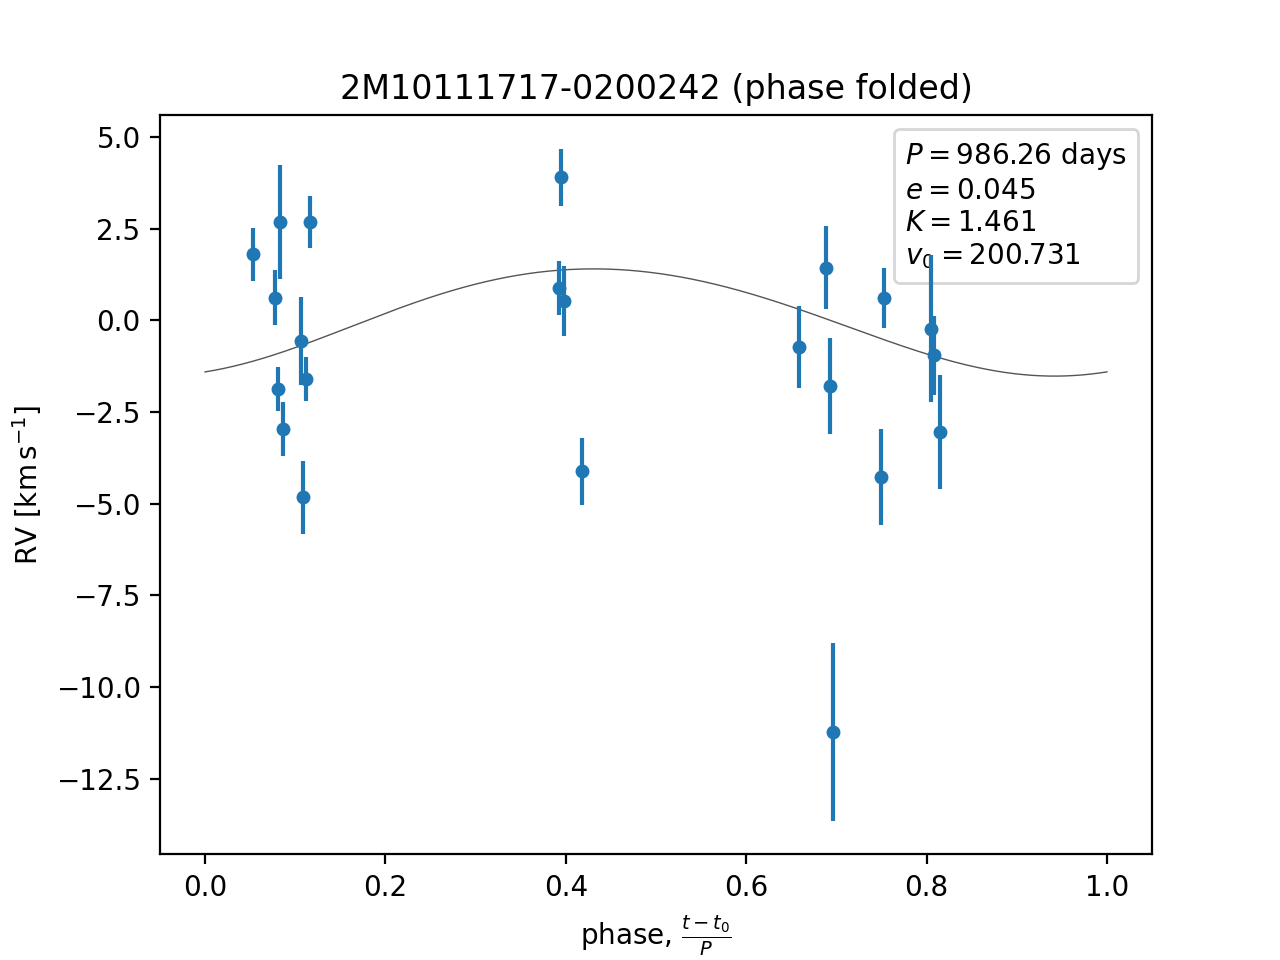 2M10111717-0200242 (phase folded)
P = 986.26 days
e = 0.045
K = 1.461
v₀ = 200.731
5.0
2.5
0.0
−2.5
−5.0
−7.5
−10.0
−12.5
RV [km s⁻¹]
0.0 0.2 0.4 0.6 0.8 1.0
phase, (t − t₀)/P